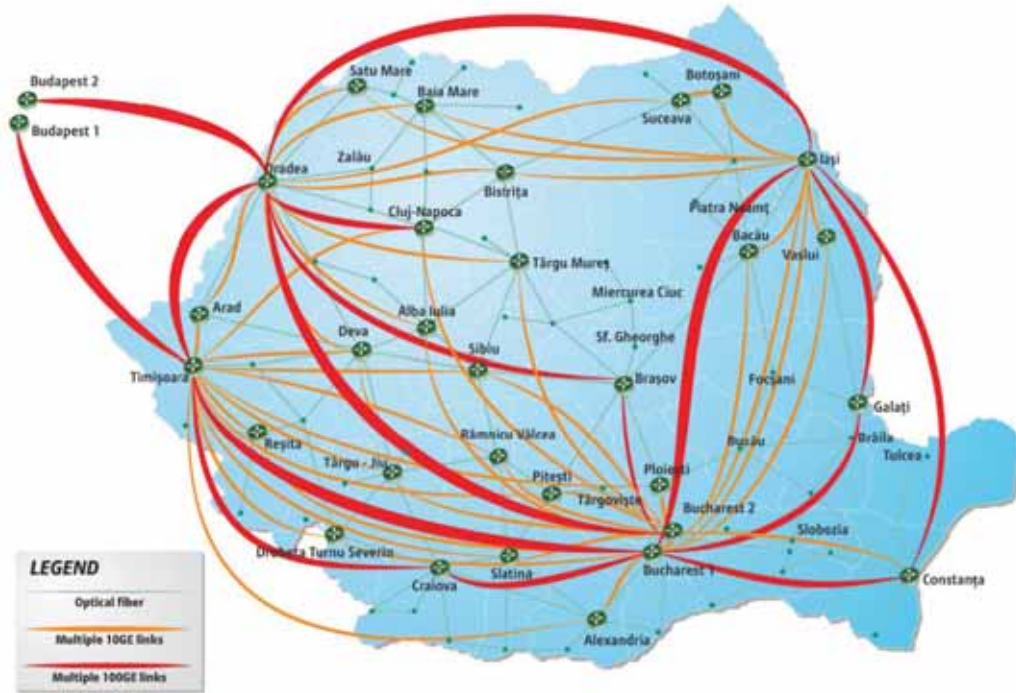 Budapest 2
Budapest 1
Satu Mare
Baia Mare
Botoșani
Suceava
Oradea
Zalău
Bistrița
Iași
Cluj-Napoca
Piatra Neamț
Bacău
Vaslui
Târgu Mureș
Miercurea Ciuc
Arad
Alba Iulia
Deva
Sibiu
Sf. Gheorghe
Timișoara
Brașov
Focșani
Galați
Reșița
Râmnicu Vâlcea
Târgu - Jiu
Buzău
Brăila
Tulcea
Pitești
Ploiești
Târgoviște
Bucharest 2
Slobozia
Drobeta Turnu Severin
Slatina
Bucharest 1
Craiova
Constanța
Alexandria
LEGEND
Optical fiber
Multiple 10GE links
Multiple 100GE links